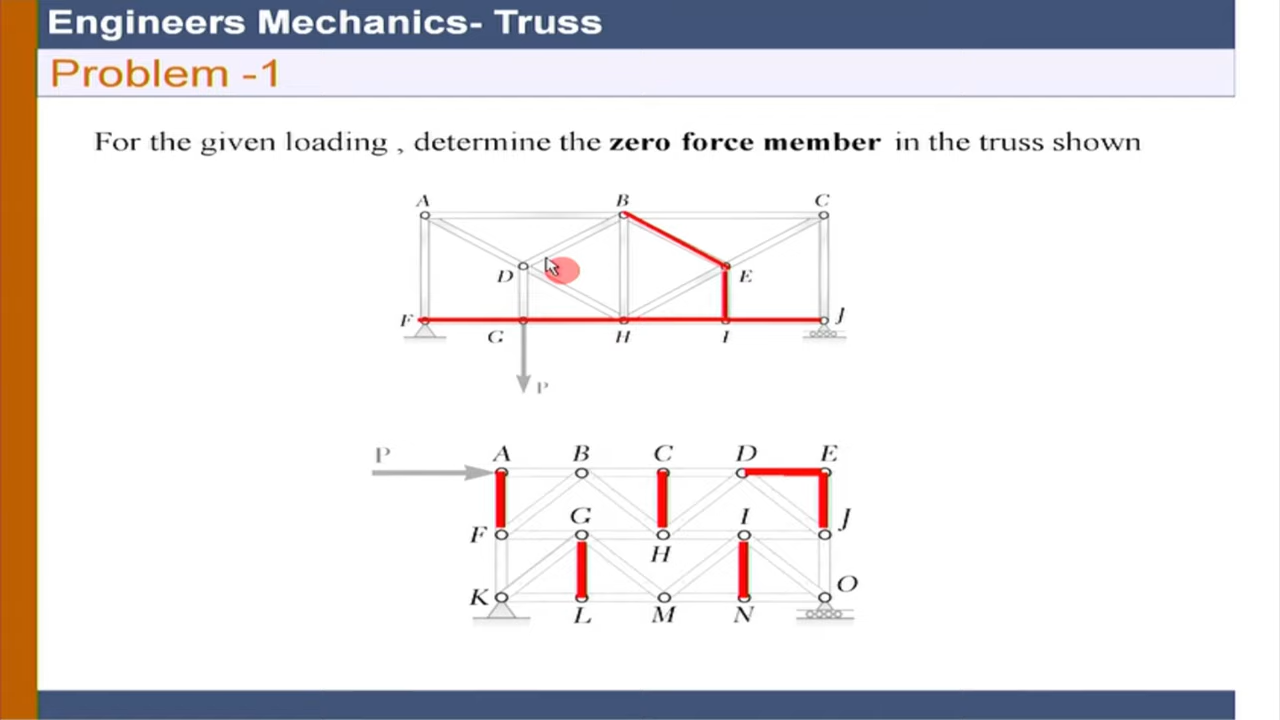 Engineers Mechanics- Truss
Problem -1
For the given loading , determine the zero force member in the truss shown
A B C
D E
F G H I J
P
P A B C D E
F G H I J
K L M N O